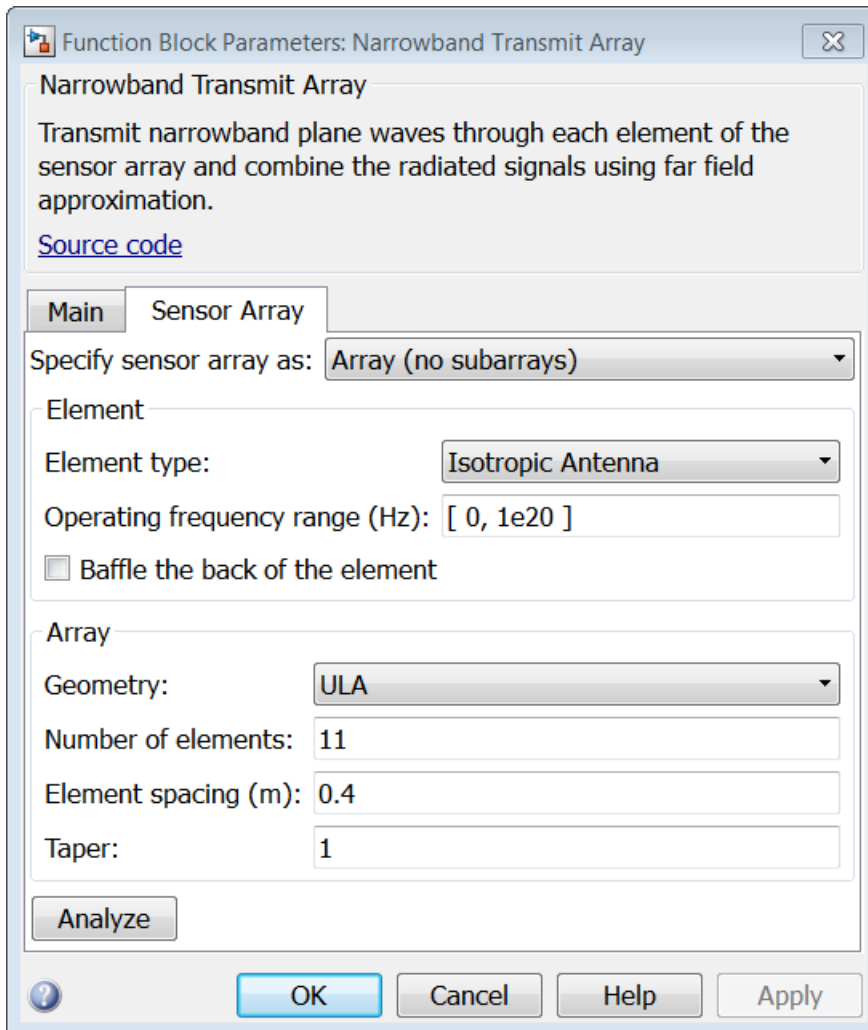 Function Block Parameters: Narrowband Transmit Array
Narrowband Transmit Array
Transmit narrowband plane waves through each element of the
sensor array and combine the radiated signals using far field
approximation.
Source code
Main Sensor Array
Specify sensor array as: Array (no subarrays)
Element
Element type: Isotropic Antenna
Operating frequency range (Hz): [ 0, 1e20 ]
Baffle the back of the element
Array
Geometry: ULA
Number of elements: 11
Element spacing (m): 0.4
Taper: 1
Analyze
? OK Cancel Help Apply